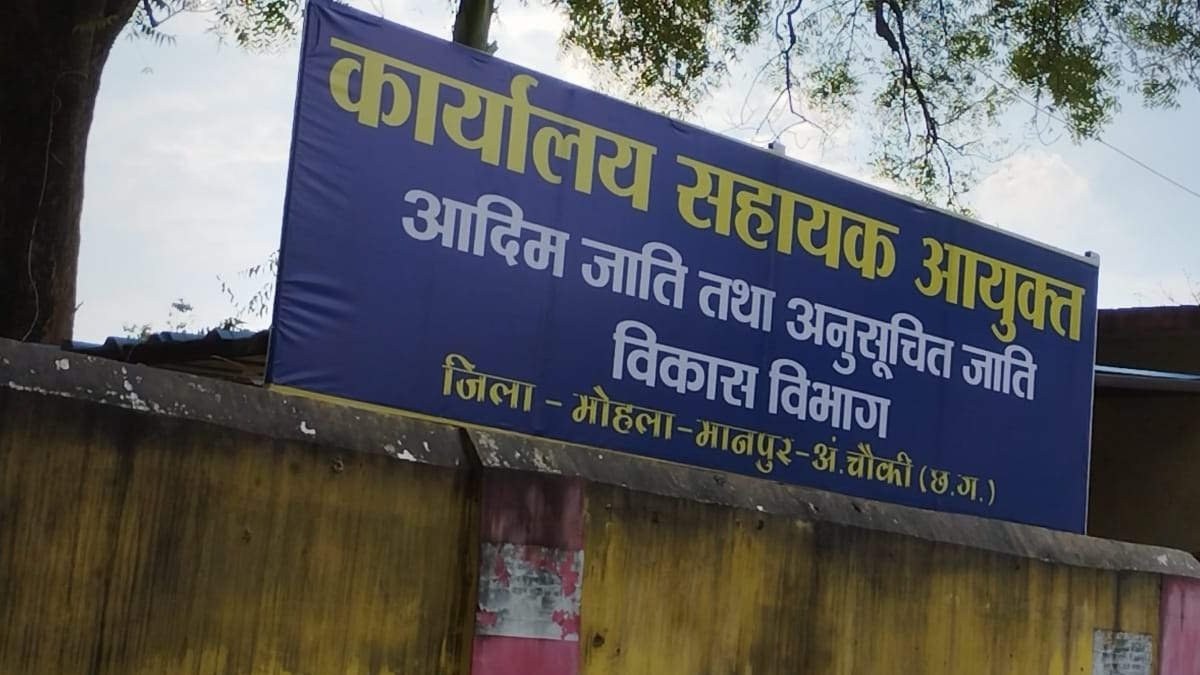 कार्यालय सहायक आयुक्त
आदिम जाति तथा अनुसूचित जाति
विकास विभाग
जिला - मोहला-मानपुर-अं.चौकी (छ.ग.)